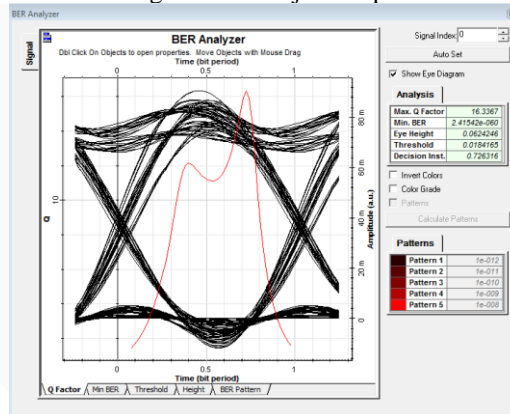 BER Analyzer
Signal
BER Analyzer
Dbl Click On Objects to open properties. Move Objects with Mouse Drag
Time (bit period)
0 0.5 1
Q
10
80 m
60 m
40 m
20 m
0
Amplitude (a.u.)
0 0.5 1
Time (bit period)
Q Factor Min BER Threshold Height BER Pattern
Signal Index: 0
Auto Set
Show Eye Diagram
Analysis
Max. Q Factor 16.3367
Min. BER 2.41542e-060
Eye Height 0.0624246
Threshold 0.0184165
Decision Inst. 0.726316
Invert Colors
Color Grade
Patterns
Calculate Patterns
Patterns
Pattern 1 1e-012
Pattern 2 1e-011
Pattern 3 1e-010
Pattern 4 1e-009
Pattern 5 1e-008